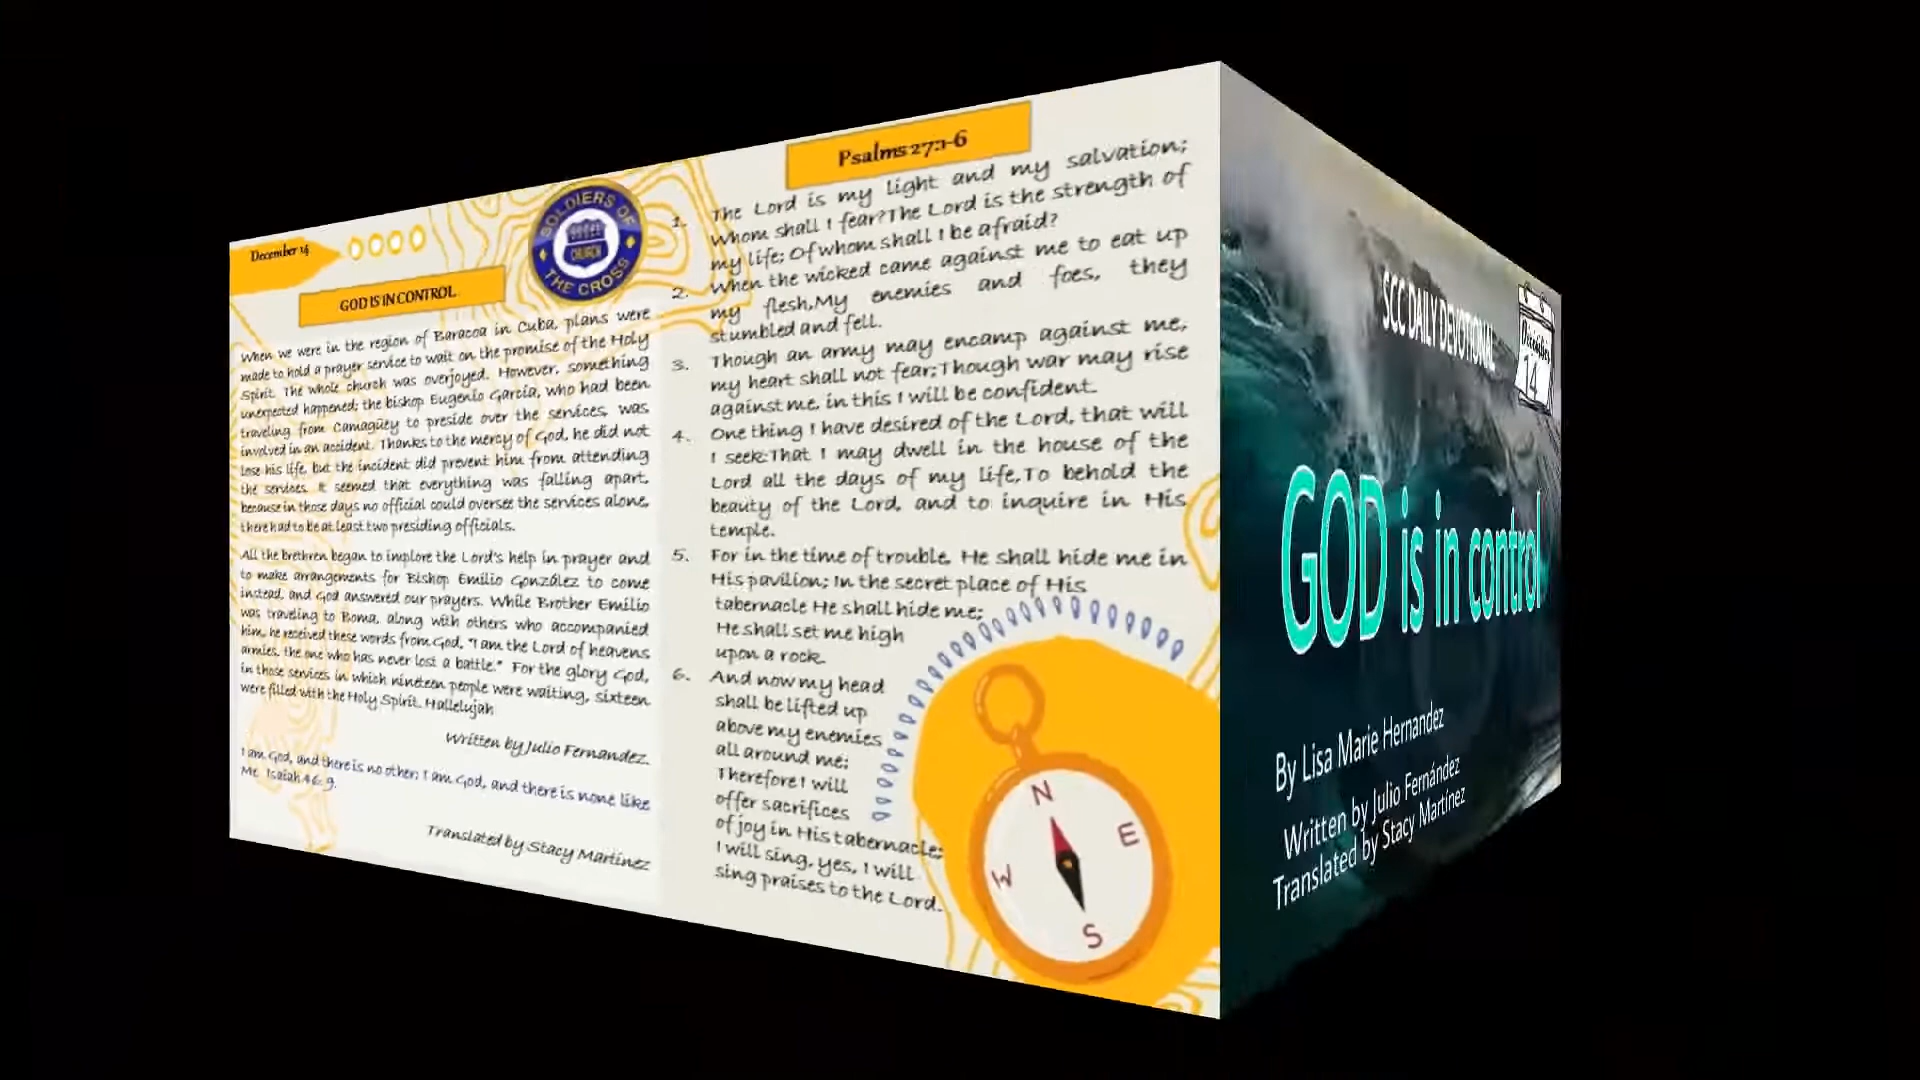 December 14
GOD IS IN CONTROL
When we were in the region of Baracoa in Cuba, plans were
made to hold a prayer service to wait on the promise of the Holy
Spirit. The whole church was overjoyed. However, something
unexpected happened; the bishop Eugenio García, who had been
traveling from Camagüey to preside over the services, was
involved in an accident. Thanks to the mercy of God, he did not
lose his life, but the incident did prevent him from attending
the services. It seemed that everything was falling apart,
because in those days no official could oversee the services alone,
there had to be at least two presiding officials.
All the brethren began to implore the Lord's help in prayer and
to make arrangements for Bishop Emilio González to come
instead, and God answered our prayers. While Brother Emilio
was traveling to Boma, along with others who accompanied
him, he received these words from God, "I am the Lord of heavens
armies, the one who has never lost a battle." For the glory God,
in those services in which nineteen people were waiting, sixteen
were filled with the Holy Spirit. Hallelujah
Written by Julio Fernandez.
I am God, and there is no other; I am God, and there is none like
Me. Isaiah 46:9.
Translated by Stacy Martínez
SOLDIERS OF
CHURCH
THE CROSS
Psalms 27:1-6
1. The Lord is my light and my salvation;
Whom shall I fear?The Lord is the strength of
my life; Of whom shall I be afraid?
2. When the wicked came against me to eat up
my flesh,My enemies and foes, they
stumbled and fell.
3. Though an army may encamp against me,
my heart shall not fear;Though war may rise
against me, in this I will be confident.
4. One thing I have desired of the Lord, that will
I seek:That I may dwell in the house of the
Lord all the days of my life,To behold the
beauty of the Lord, and to inquire in His
temple.
5. For in the time of trouble, He shall hide me in
His pavilion; In the secret place of His
tabernacle He shall hide me;
He shall set me high
upon a rock.
6. And now my head
shall be lifted up
above my enemies
all around me;
Therefore I will
offer sacrifices
of joy in His tabernacle;
I will sing, yes, I will
sing praises to the Lord.
N
E
W
S
SCC DAILY DEVOTIONAL
December
14
GOD is in control
By Lisa Marie Hernandez
Written by Julio Fernández
Translated by Stacy Martínez